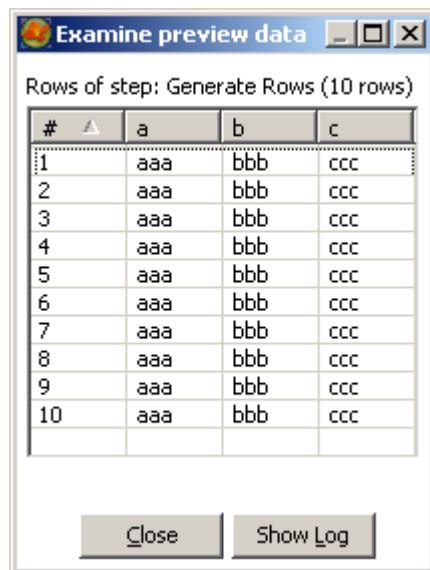 Examine preview data
Rows of step: Generate Rows (10 rows)
# a b c
1 aaa bbb ccc
2 aaa bbb ccc
3 aaa bbb ccc
4 aaa bbb ccc
5 aaa bbb ccc
6 aaa bbb ccc
7 aaa bbb ccc
8 aaa bbb ccc
9 aaa bbb ccc
10 aaa bbb ccc
Close Show Log